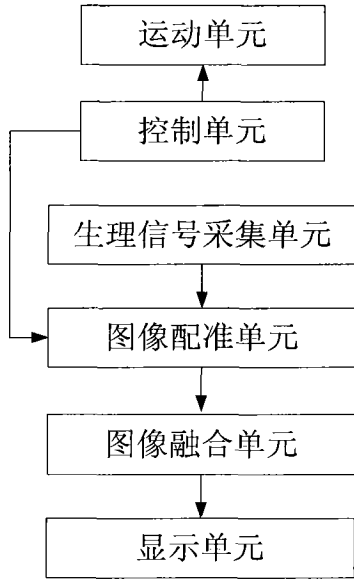 运动单元
控制单元
生理信号采集单元
图像配准单元
图像融合单元
显示单元